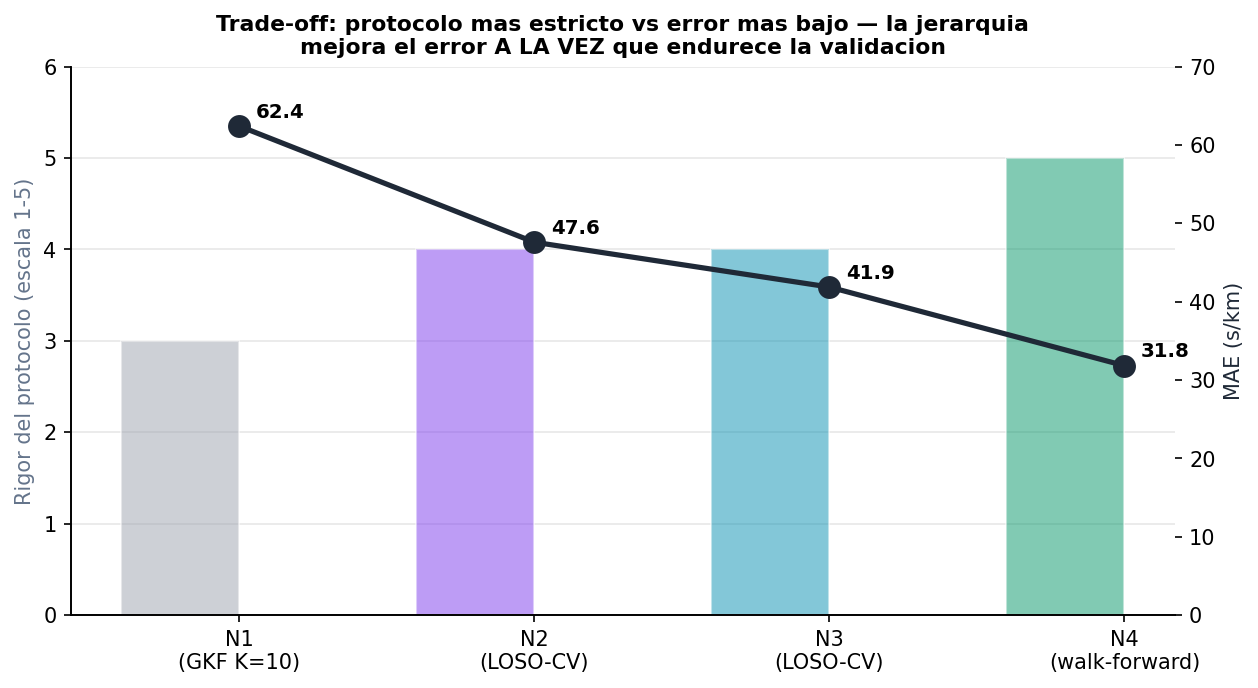 Trade-off: protocolo mas estricto vs error mas bajo — la jerarquia
mejora el error A LA VEZ que endurece la validacion
Rigor del protocolo (escala 1-5)
6
5
4
3
2
1
0
62.4
47.6
41.9
31.8
70
60
50
40
30
20
10
0
MAE (s/km)
N1
(GKF K=10)
N2
(LOSO-CV)
N3
(LOSO-CV)
N4
(walk-forward)